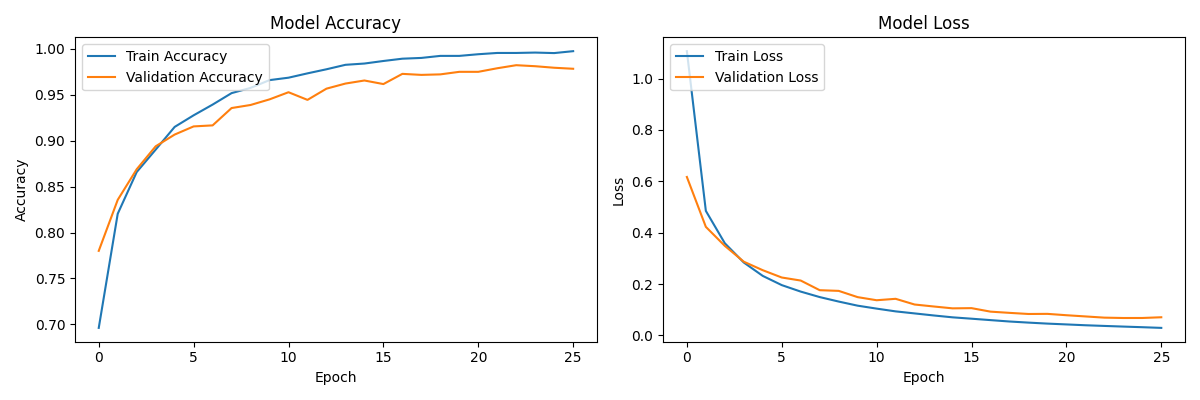 Model Accuracy
Train Accuracy
Validation Accuracy
1.00
0.95
0.90
0.85
0.80
0.75
0.70
Accuracy
0
5
10
15
20
25
Epoch
Model Loss
Train Loss
Validation Loss
1.0
0.8
0.6
0.4
0.2
0.0
Loss
0
5
10
15
20
25
Epoch